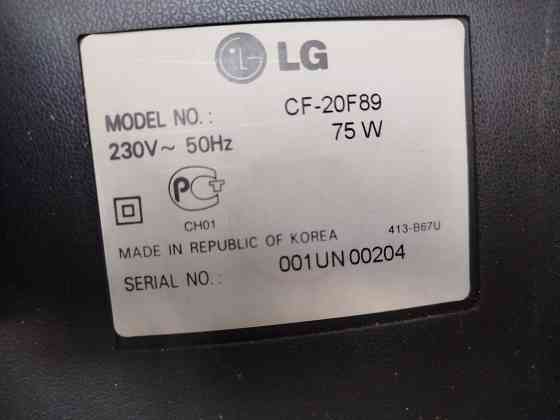 LG
MODEL NO.: CF-20F89
230V~ 50Hz 75 W
PCT
CH01
MADE IN REPUBLIC OF KOREA 413-B67U
SERIAL NO.: 001UN00204